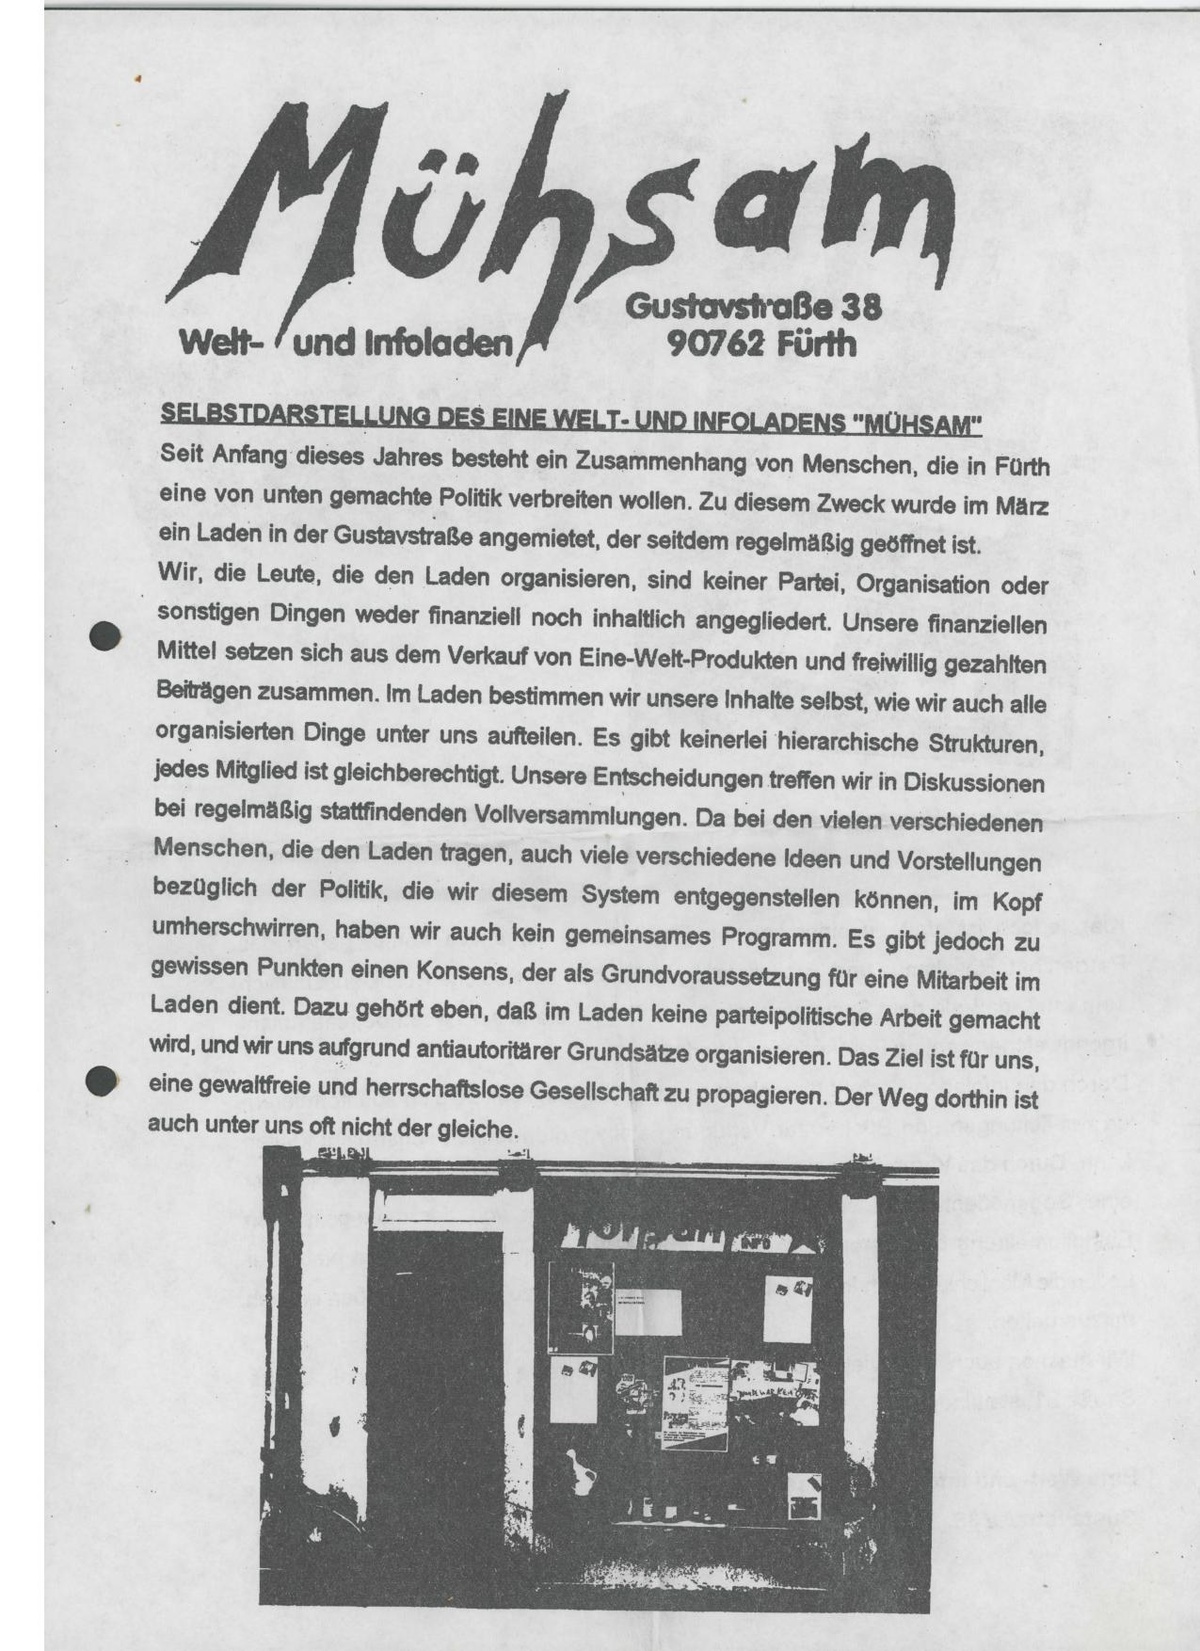 Mühsam
Gustavstraße 38
Welt- und Infoladen
90762 Fürth
SELBSTDARSTELLUNG DES EINE WELT- UND INFOLADENS "MÜHSAM"
Seit Anfang dieses Jahres besteht ein Zusammenhang von Menschen, die in Fürth
eine von unten gemachte Politik verbreiten wollen. Zu diesem Zweck wurde im März
ein Laden in der Gustavstraße angemietet, der seitdem regelmäßig geöffnet ist.
Wir, die Leute, die den Laden organisieren, sind keiner Partei, Organisation oder
sonstigen Dingen weder finanziell noch inhaltlich angegliedert. Unsere finanziellen
Mittel setzen sich aus dem Verkauf von Eine-Welt-Produkten und freiwillig gezahlten
Beiträgen zusammen. Im Laden bestimmen wir unsere Inhalte selbst, wie wir auch alle
organisierten Dinge unter uns aufteilen. Es gibt keinerlei hierarchische Strukturen,
jedes Mitglied ist gleichberechtigt. Unsere Entscheidungen treffen wir in Diskussionen
bei regelmäßig stattfindenden Vollversammlungen. Da bei den vielen verschiedenen
Menschen, die den Laden tragen, auch viele verschiedene Ideen und Vorstellungen
bezüglich der Politik, die wir diesem System entgegenstellen können, im Kopf
umherschwirren, haben wir auch kein gemeinsames Programm. Es gibt jedoch zu
gewissen Punkten einen Konsens, der als Grundvoraussetzung für eine Mitarbeit im
Laden dient. Dazu gehört eben, daß im Laden keine parteipolitische Arbeit gemacht
wird, und wir uns aufgrund antiautoritärer Grundsätze organisieren. Das Ziel ist für uns,
eine gewaltfreie und herrschaftslose Gesellschaft zu propagieren. Der Weg dorthin ist
auch unter uns oft nicht der gleiche.
INFO